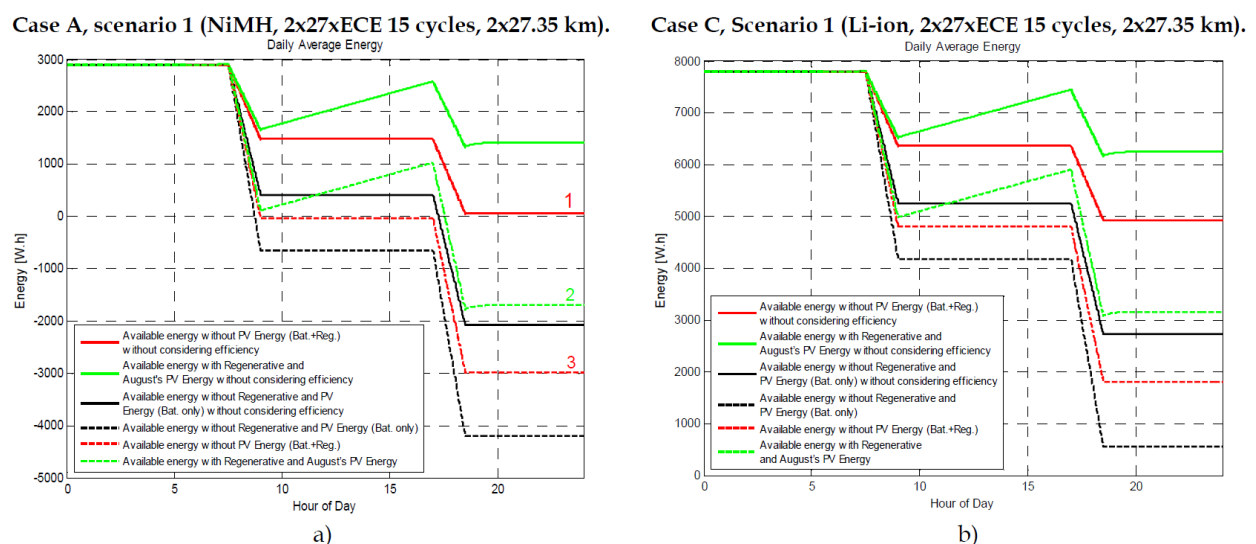 Case A, scenario 1 (NiMH, 2x27xECE 15 cycles, 2x27.35 km).
Daily Average Energy
3000
2000
1000
0
-1000
-2000
-3000
-4000
-5000
Energy [W.h]
1
2
3
Available energy without PV Energy (Bat.+Reg.)
without considering efficiency
Available energy with Regenerative and
August's PV Energy without considering efficiency
Available energy without Regenerative and PV
Energy (Bat. only) without considering efficiency
Available energy without Regenerative and PV Energy (Bat. only)
Available energy without PV Energy (Bat.+Reg.)
Available energy with Regenerative and August's PV Energy
0 5 10 15 20
Hour of Day
a)
Case C, Scenario 1 (Li-ion, 2x27xECE 15 cycles, 2x27.35 km).
Daily Average Energy
8000
7000
6000
5000
4000
3000
2000
1000
0
Energy [W.h]
Available energy without PV Energy (Bat.+Reg.)
without considering efficiency
Available energy with Regenerative and
August's PV Energy without considering efficiency
Available energy without Regenerative and
PV Energy (Bat. only) without considering efficiency
Available energy without Regenerative and
PV Energy (Bat. only)
Available energy without PV Energy (Bat.+Reg.)
Available energy with Regenerative
and August's PV Energy
0 5 10 15 20
Hour of Day
b)